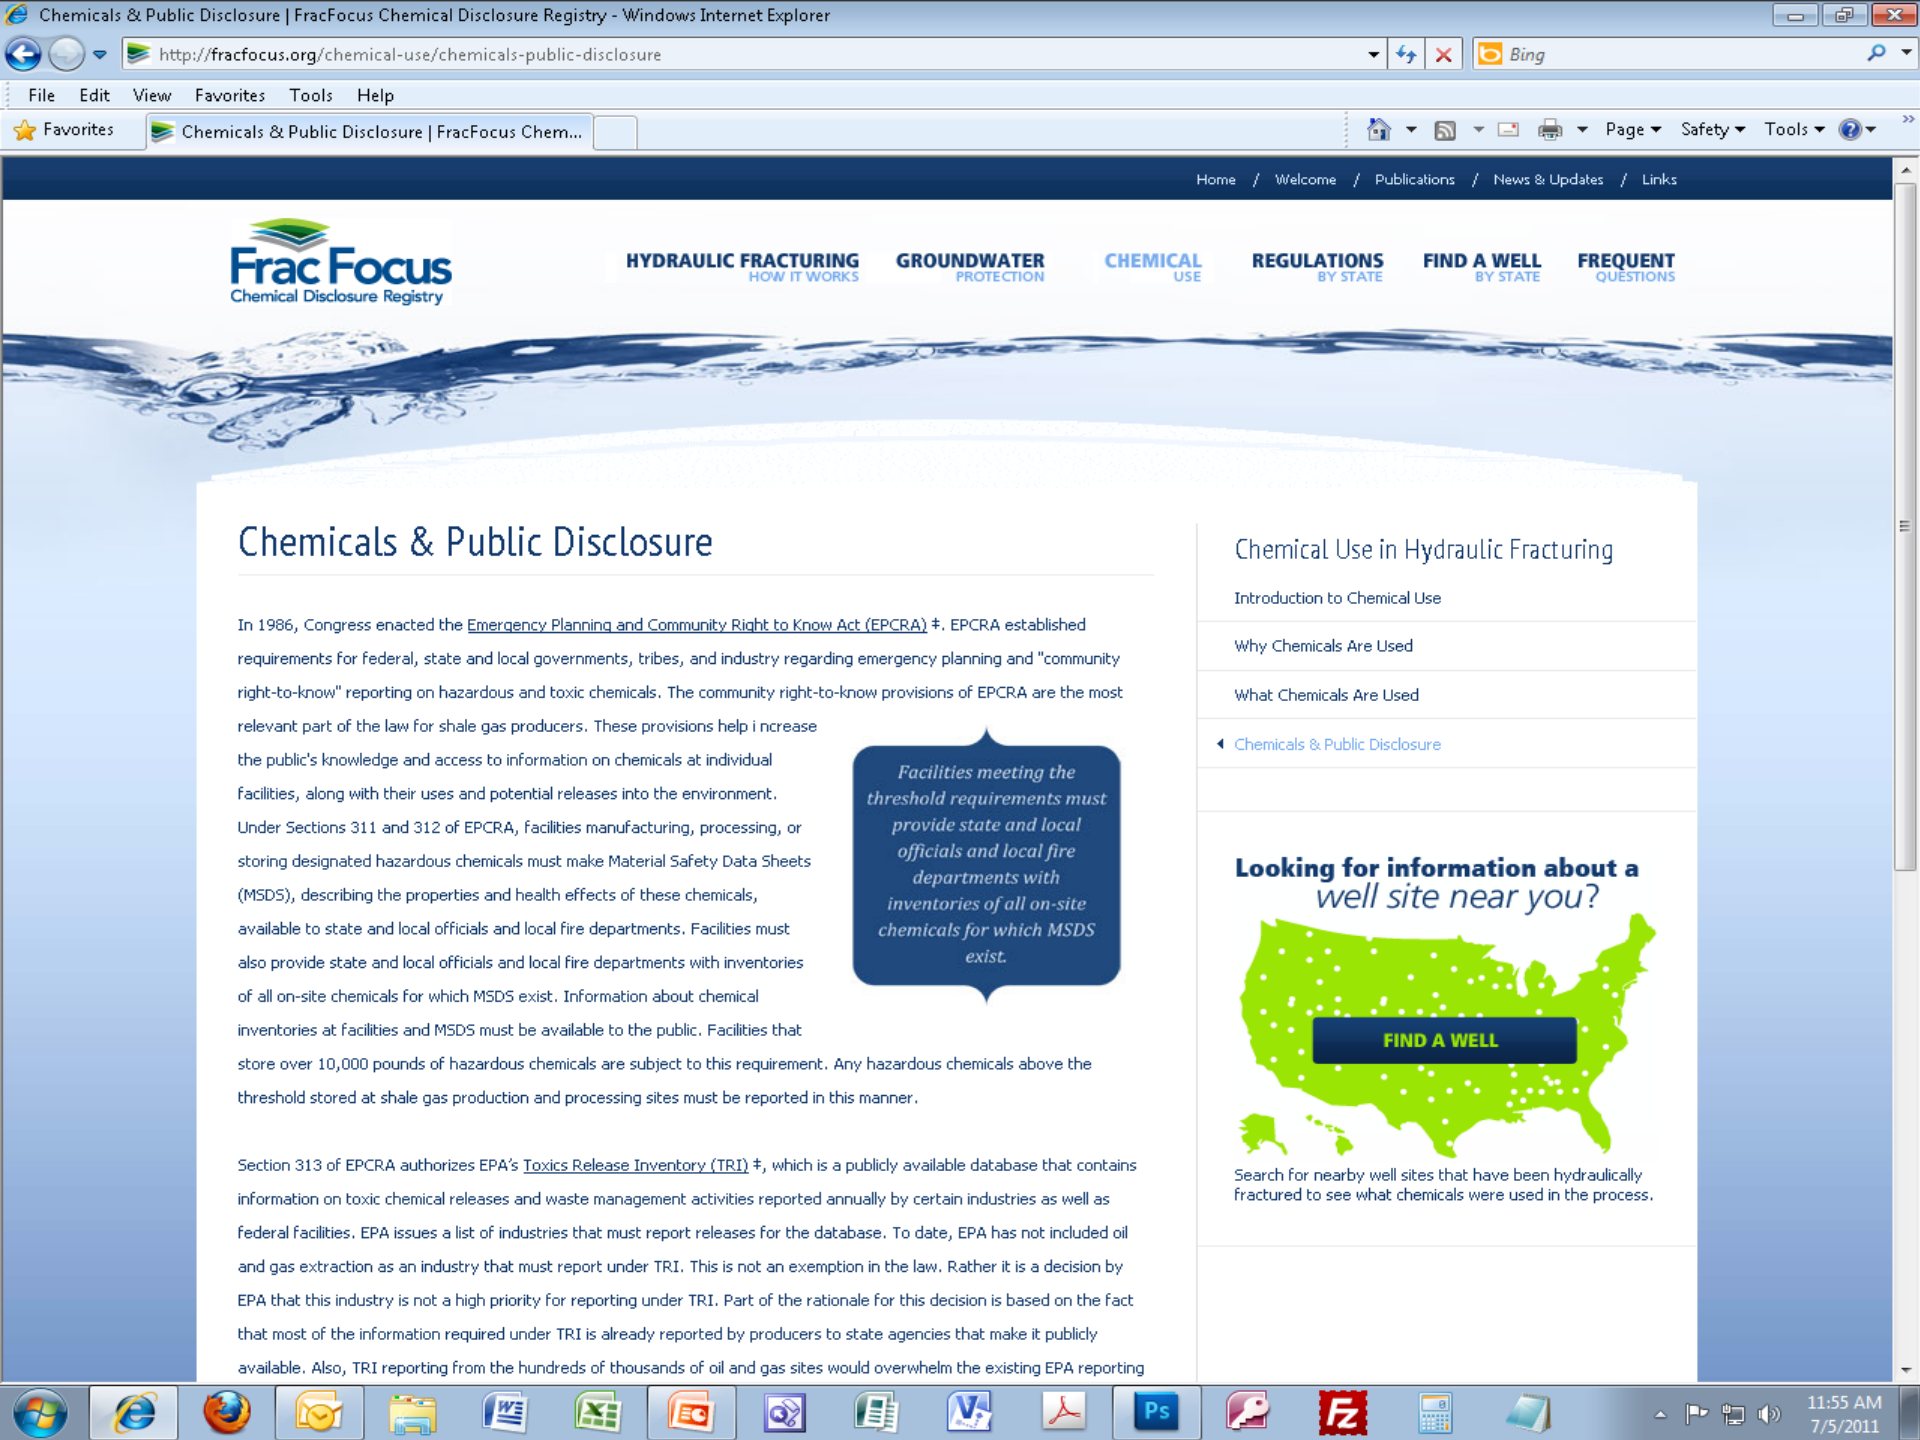 Chemicals & Public Disclosure | FracFocus Chemical Disclosure Registry - Windows Internet Explorer
http://fracfocus.org/chemical-use/chemicals-public-disclosure
Bing
File Edit View Favorites Tools Help
Favorites
Chemicals & Public Disclosure | FracFocus Chem...
Page Safety Tools
Home / Welcome / Publications / News & Updates / Links
Frac Focus
Chemical Disclosure Registry
HYDRAULIC FRACTURING
HOW IT WORKS
GROUNDWATER
PROTECTION
CHEMICAL
USE
REGULATIONS
BY STATE
FIND A WELL
BY STATE
FREQUENT
QUESTIONS
Chemicals & Public Disclosure
In 1986, Congress enacted the Emergency Planning and Community Right to Know Act (EPCRA) ‡. EPCRA established
requirements for federal, state and local governments, tribes, and industry regarding emergency planning and "community
right-to-know" reporting on hazardous and toxic chemicals. The community right-to-know provisions of EPCRA are the most
relevant part of the law for shale gas producers. These provisions help i ncrease
the public's knowledge and access to information on chemicals at individual
facilities, along with their uses and potential releases into the environment.
Under Sections 311 and 312 of EPCRA, facilities manufacturing, processing, or
storing designated hazardous chemicals must make Material Safety Data Sheets
(MSDS), describing the properties and health effects of these chemicals,
available to state and local officials and local fire departments. Facilities must
also provide state and local officials and local fire departments with inventories
of all on-site chemicals for which MSDS exist. Information about chemical
inventories at facilities and MSDS must be available to the public. Facilities that
store over 10,000 pounds of hazardous chemicals are subject to this requirement. Any hazardous chemicals above the
threshold stored at shale gas production and processing sites must be reported in this manner.
Facilities meeting the
threshold requirements must
provide state and local
officials and local fire
departments with
inventories of all on-site
chemicals for which MSDS
exist.
Section 313 of EPCRA authorizes EPA's Toxics Release Inventory (TRI) ‡, which is a publicly available database that contains
information on toxic chemical releases and waste management activities reported annually by certain industries as well as
federal facilities. EPA issues a list of industries that must report releases for the database. To date, EPA has not included oil
and gas extraction as an industry that must report under TRI. This is not an exemption in the law. Rather it is a decision by
EPA that this industry is not a high priority for reporting under TRI. Part of the rationale for this decision is based on the fact
that most of the information required under TRI is already reported by producers to state agencies that make it publicly
available. Also, TRI reporting from the hundreds of thousands of oil and gas sites would overwhelm the existing EPA reporting
Chemical Use in Hydraulic Fracturing
Introduction to Chemical Use
Why Chemicals Are Used
What Chemicals Are Used
Chemicals & Public Disclosure
Looking for information about a
well site near you?
FIND A WELL
Search for nearby well sites that have been hydraulically
fractured to see what chemicals were used in the process.
Ps
Fz
11:55 AM
7/5/2011